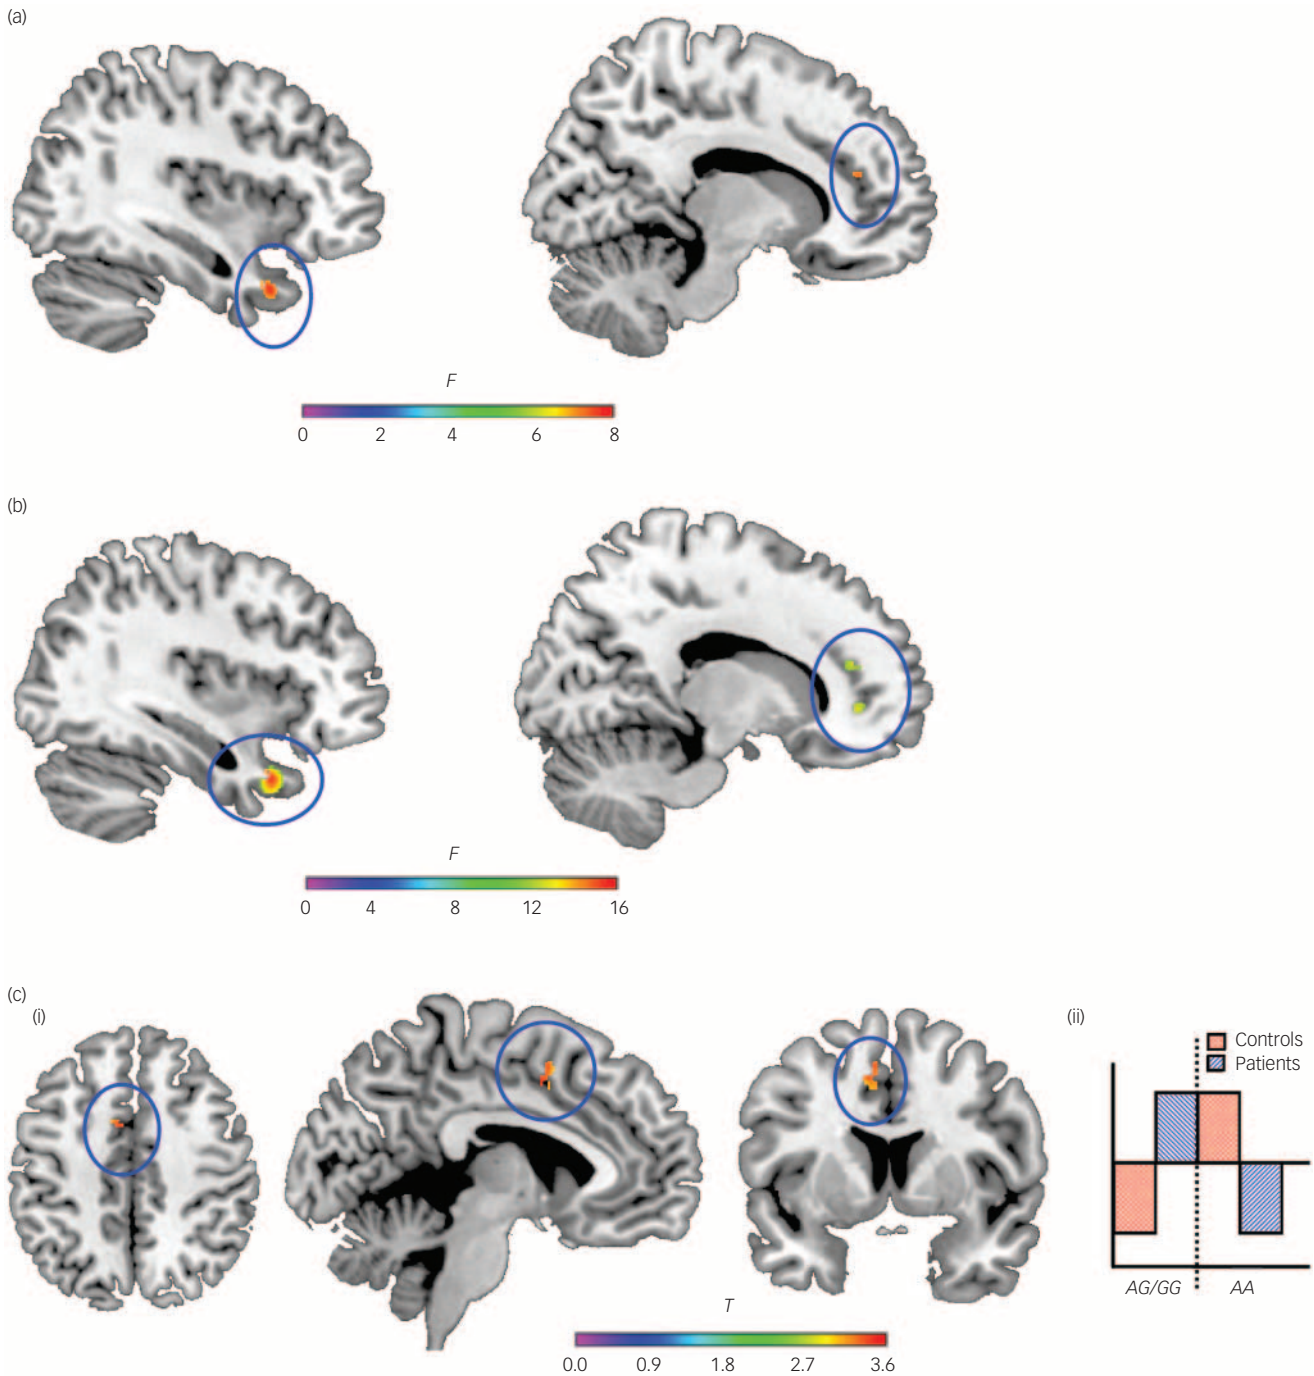 (a)
F
0 2 4 6 8
(b)
F
0 4 8 12 16
(c)
(i)
(ii)
Controls
Patients
AG/GG AA
T
0.0 0.9 1.8 2.7 3.6